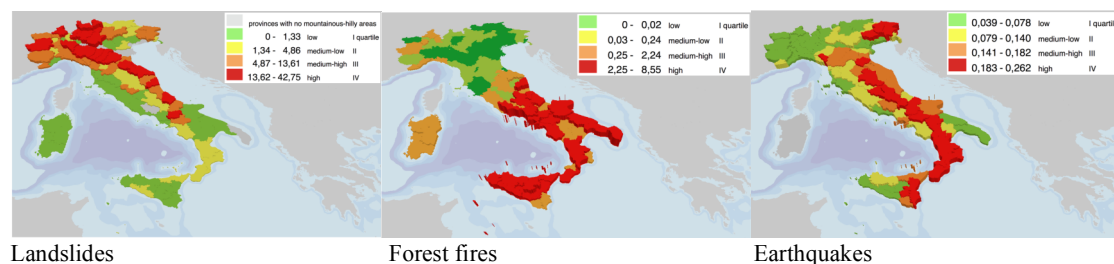 provinces with no mountainous-hilly areas
0 - 1,33 low I quartile
1,34 - 4,86 medium-low II
4,87 - 13,61 medium-high III
13,62 - 42,75 high IV
0 - 0,02 low I quartile
0,03 - 0,24 medium-low II
0,25 - 2,24 medium-high III
2,25 - 8,55 high IV
0,039 - 0,078 low I quartile
0,079 - 0,140 medium-low II
0,141 - 0,182 medium-high III
0,183 - 0,262 high IV
Landslides
Forest fires
Earthquakes